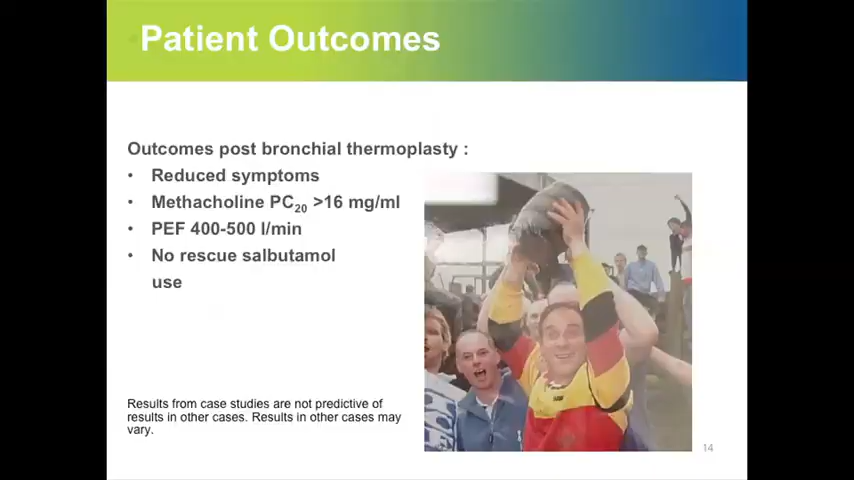 Patient Outcomes
Outcomes post bronchial thermoplasty :
• Reduced symptoms
• Methacholine PC20 >16 mg/ml
• PEF 400-500 l/min
• No rescue salbutamol
use
Results from case studies are not predictive of
results in other cases. Results in other cases may
vary.
14